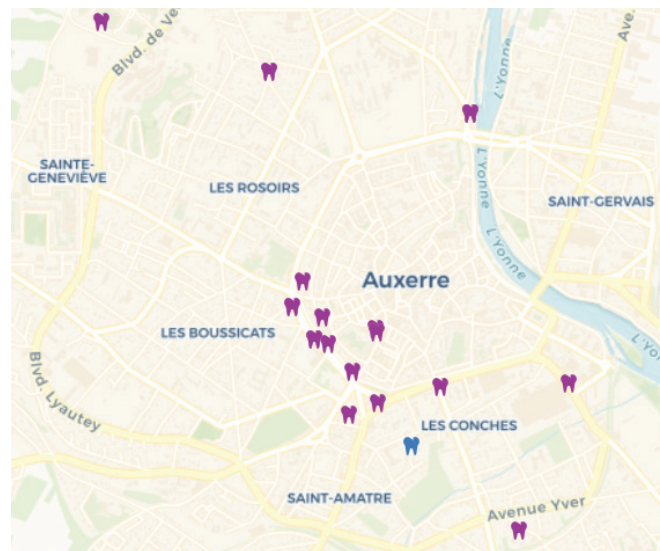 Blvd. de Ve
Ave.
L'Yonne
SAINTE-
GENEVIÈVE
L'Yonne
LES ROSOIRS
SAINT-GERVAIS
L'Yonne
Auxerre
LES BOUSSICATS
L'Yo
Blvd. Lyautey
LES CONCHES
SAINT-AMATRE
Avenue Yver